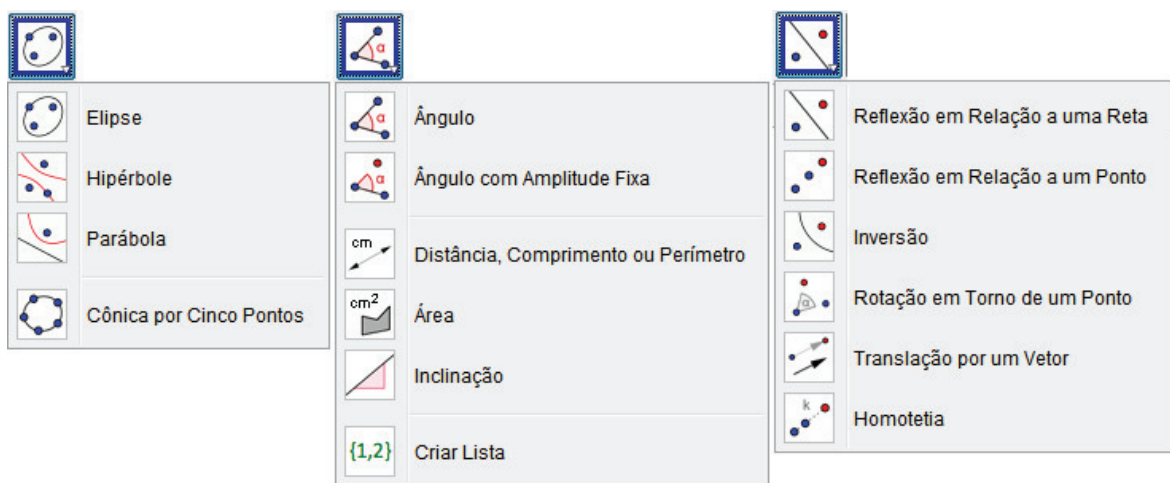 α
Elipse
Hipérbole
Parábola
Cônica por Cinco Pontos
α
Ângulo
α
Ângulo com Amplitude Fixa
cm
Distância, Comprimento ou Perímetro
cm²
Área
Inclinação
{1,2}
Criar Lista
Reflexão em Relação a uma Reta
Reflexão em Relação a um Ponto
Inversão
α
Rotação em Torno de um Ponto
Translação por um Vetor
k
Homotetia